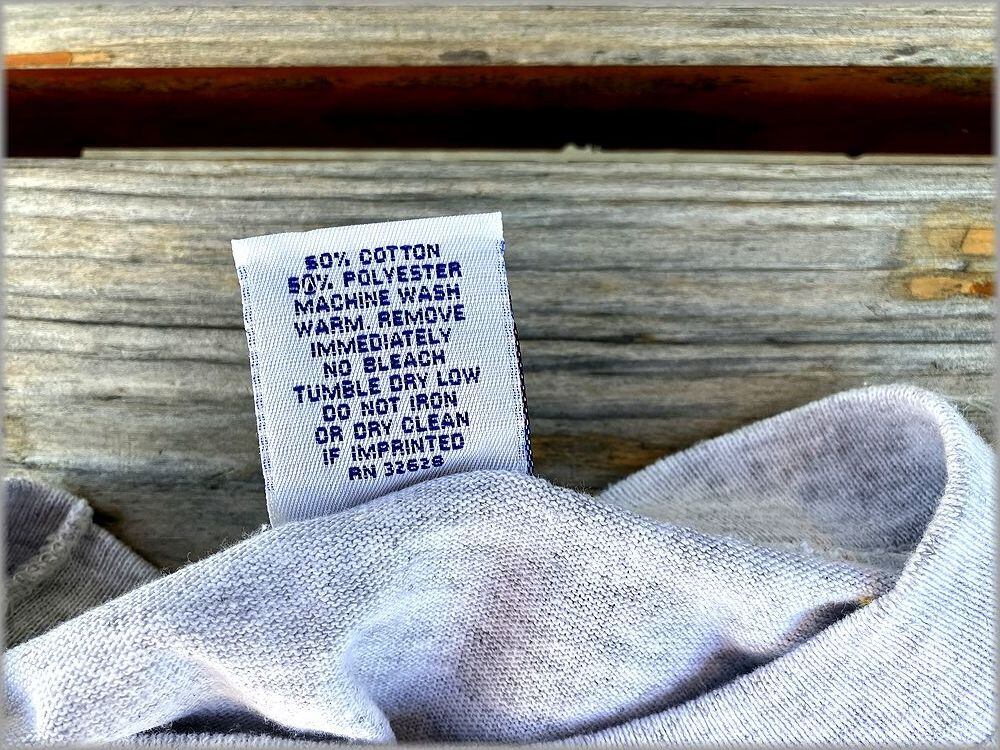 50% COTTON
50% POLYESTER
MACHINE WASH
WARM. REMOVE
IMMEDIATELY
NO BLEACH
TUMBLE DRY LOW
DO NOT IRON
OR DRY CLEAN
IF IMPRINTED
RN 32628